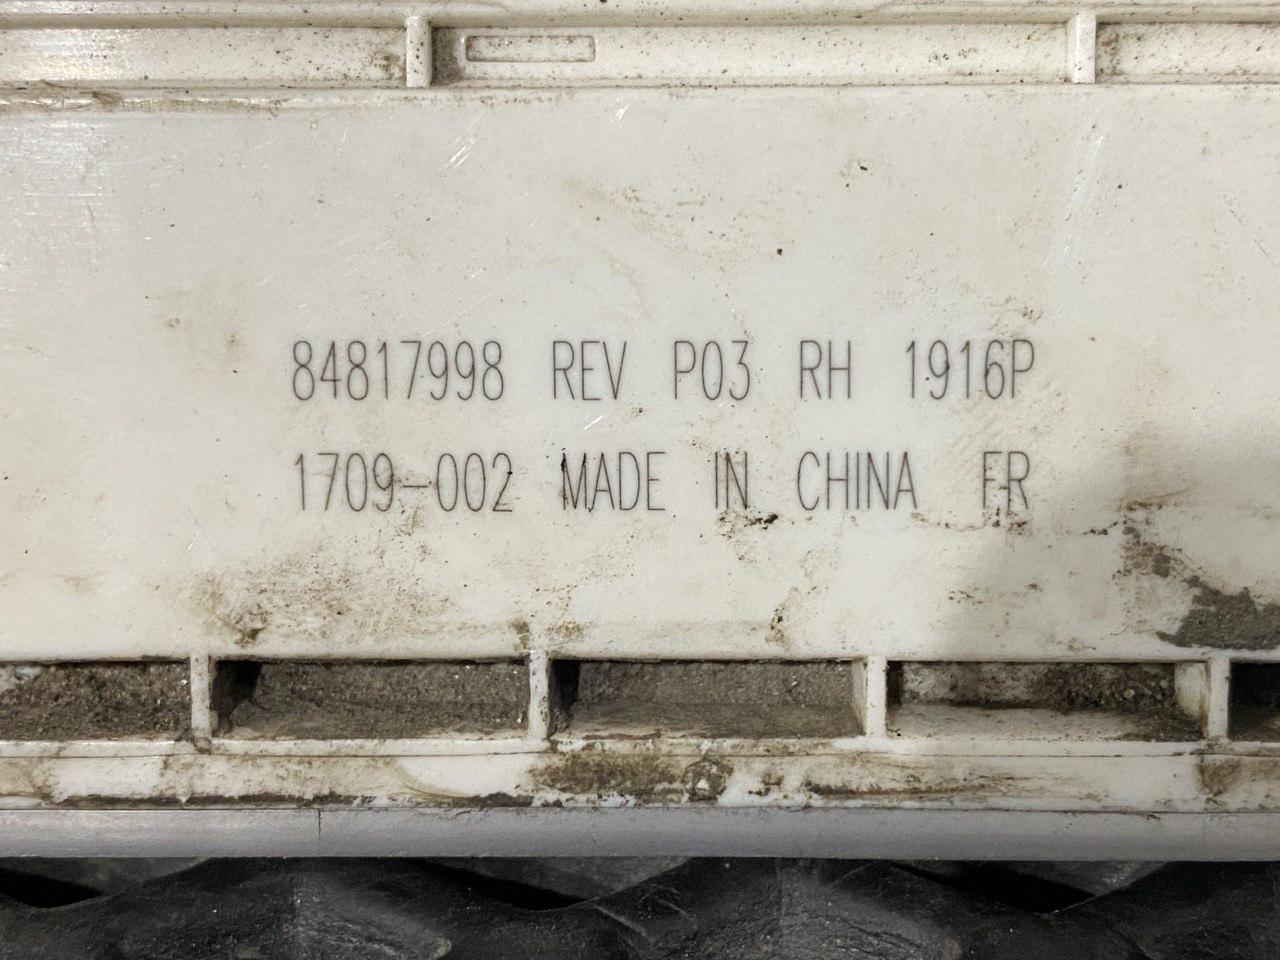 84817998 REV P03 RH 1916P
1709-002 MADE IN CHINA FR